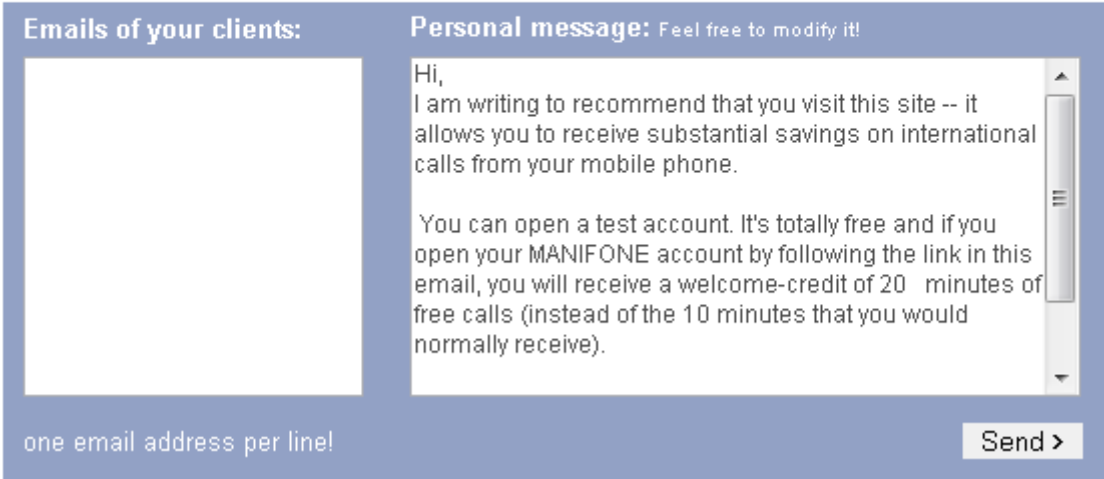 Emails of your clients:
Personal message: Feel free to modify it!
Hi,
I am writing to recommend that you visit this site -- it
allows you to receive substantial savings on international
calls from your mobile phone.
You can open a test account. It's totally free and if you
open your MANIFONE account by following the link in this
email, you will receive a welcome-credit of 20 minutes of
free calls (instead of the 10 minutes that you would
normally receive).
one email address per line!
Send >